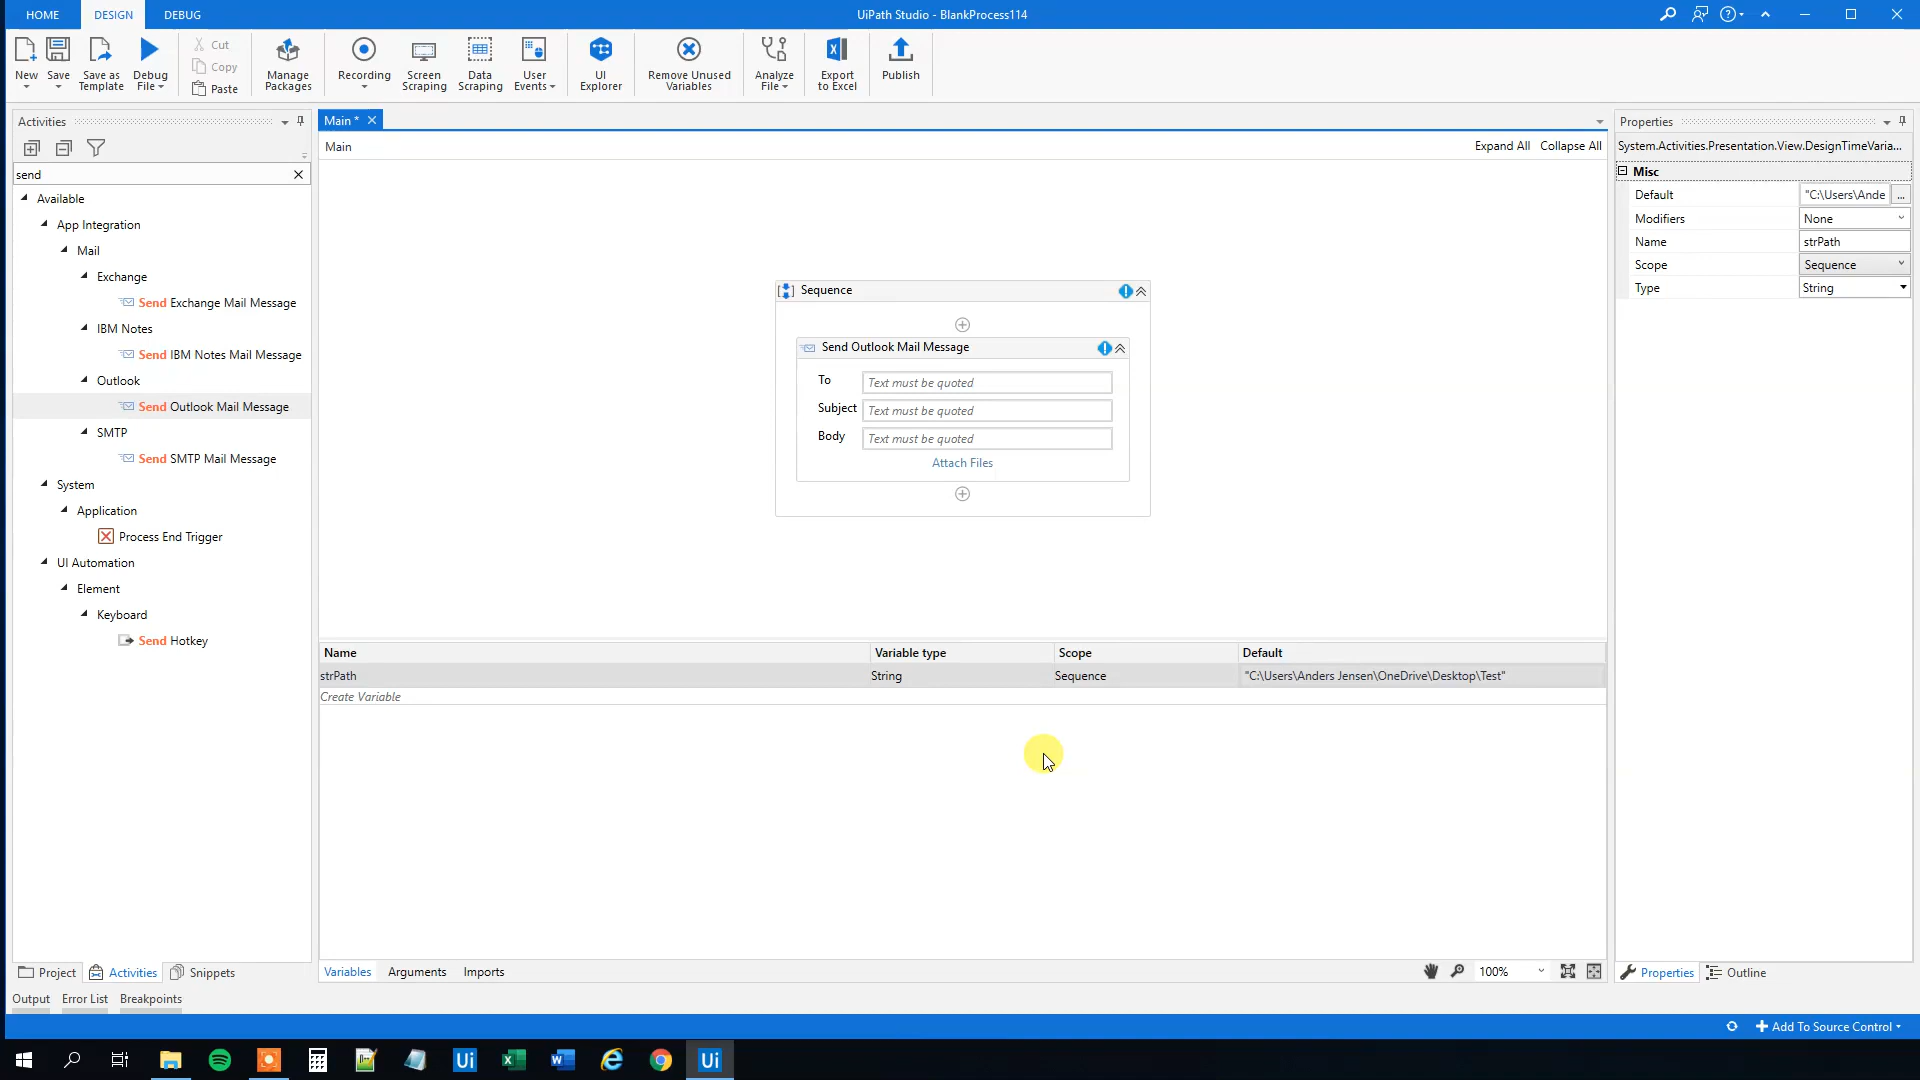 HOME DESIGN DEBUG UiPath Studio - BlankProcess114
New Save Save as Template Debug File Cut Copy Paste Manage Packages Recording Screen Scraping Data Scraping User Events UI Explorer Remove Unused Variables Analyze File Export to Excel Publish
Activities
send
Available
App Integration
Mail
Exchange
Send Exchange Mail Message
IBM Notes
Send IBM Notes Mail Message
Outlook
Send Outlook Mail Message
SMTP
Send SMTP Mail Message
System
Application
Process End Trigger
UI Automation
Element
Keyboard
Send Hotkey
Project Activities Snippets
Output Error List Breakpoints
Main *
Main Expand All Collapse All
Sequence
Send Outlook Mail Message
To Text must be quoted
Subject Text must be quoted
Body Text must be quoted
Attach Files
Name Variable type Scope Default
strPath String Sequence "C:\Users\Anders Jensen\OneDrive\Desktop\Test"
Create Variable
Variables Arguments Imports 100%
Properties
System.Activities.Presentation.View.DesignTimeVaria...
Misc
Default "C:\Users\Ande ...
Modifiers None
Name strPath
Scope Sequence
Type String
Properties Outline
Add To Source Control
Ui Ui